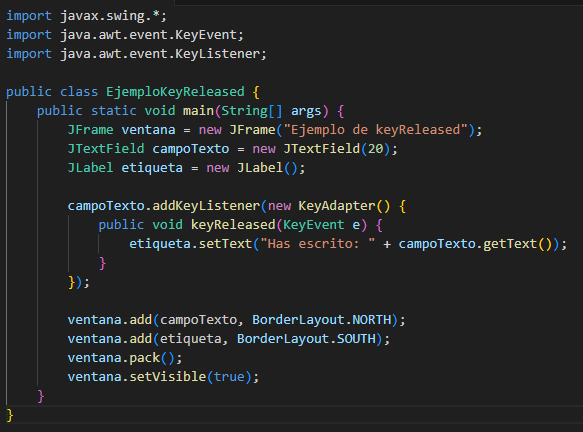 import javax.swing.*;
import java.awt.event.KeyEvent;
import java.awt.event.KeyListener;

public class EjemploKeyReleased {
    public static void main(String[] args) {
        JFrame ventana = new JFrame("Ejemplo de keyReleased");
        JTextField campoTexto = new JTextField(20);
        JLabel etiqueta = new JLabel();

        campoTexto.addKeyListener(new KeyAdapter() {
            public void keyReleased(KeyEvent e) {
                etiqueta.setText("Has escrito: " + campoTexto.getText());
            }
        });

        ventana.add(campoTexto, BorderLayout.NORTH);
        ventana.add(etiqueta, BorderLayout.SOUTH);
        ventana.pack();
        ventana.setVisible(true);
    }
}